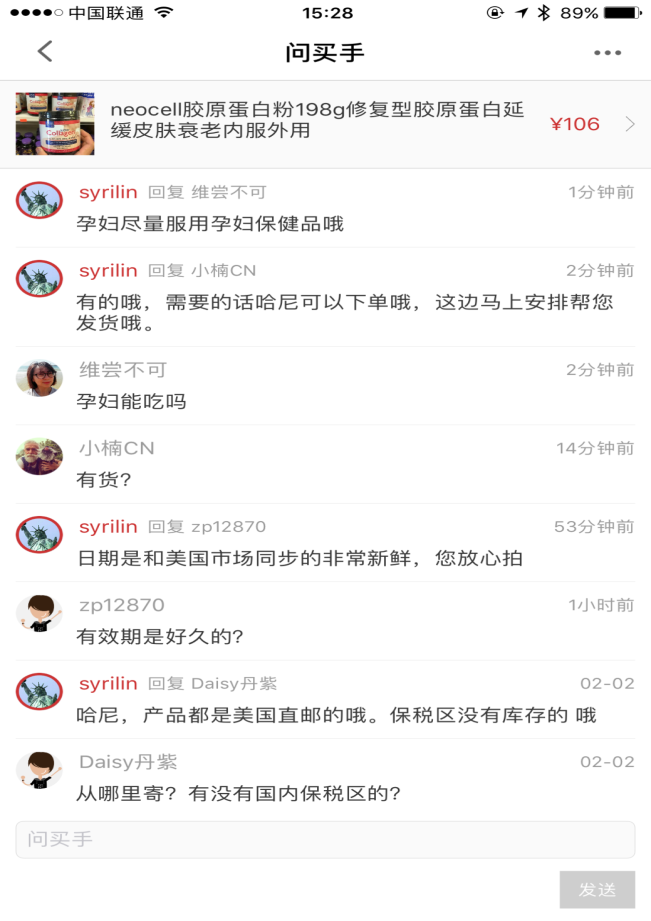 中国联通
15:28
89%
问买手
neocell胶原蛋白粉198g修复型胶原蛋白延
缓皮肤衰老内服外用
¥106
Collagen
syrilin 回复 维尝不可 1分钟前
孕妇尽量服用孕妇保健品哦
syrilin 回复 小楠CN 2分钟前
有的哦，需要的话哈尼可以下单哦，这边马上安排帮您
发货哦。
维尝不可 2分钟前
孕妇能吃吗
小楠CN 14分钟前
有货?
syrilin 回复 zp12870 53分钟前
日期是和美国市场同步的非常新鲜，您放心拍
zp12870 1小时前
有效期是好久的?
syrilin 回复 Daisy丹紫 02-02
哈尼，产品都是美国直邮的哦。保税区没有库存的 哦
Daisy丹紫 02-02
从哪里寄? 有没有国内保税区的?
问买手
发送